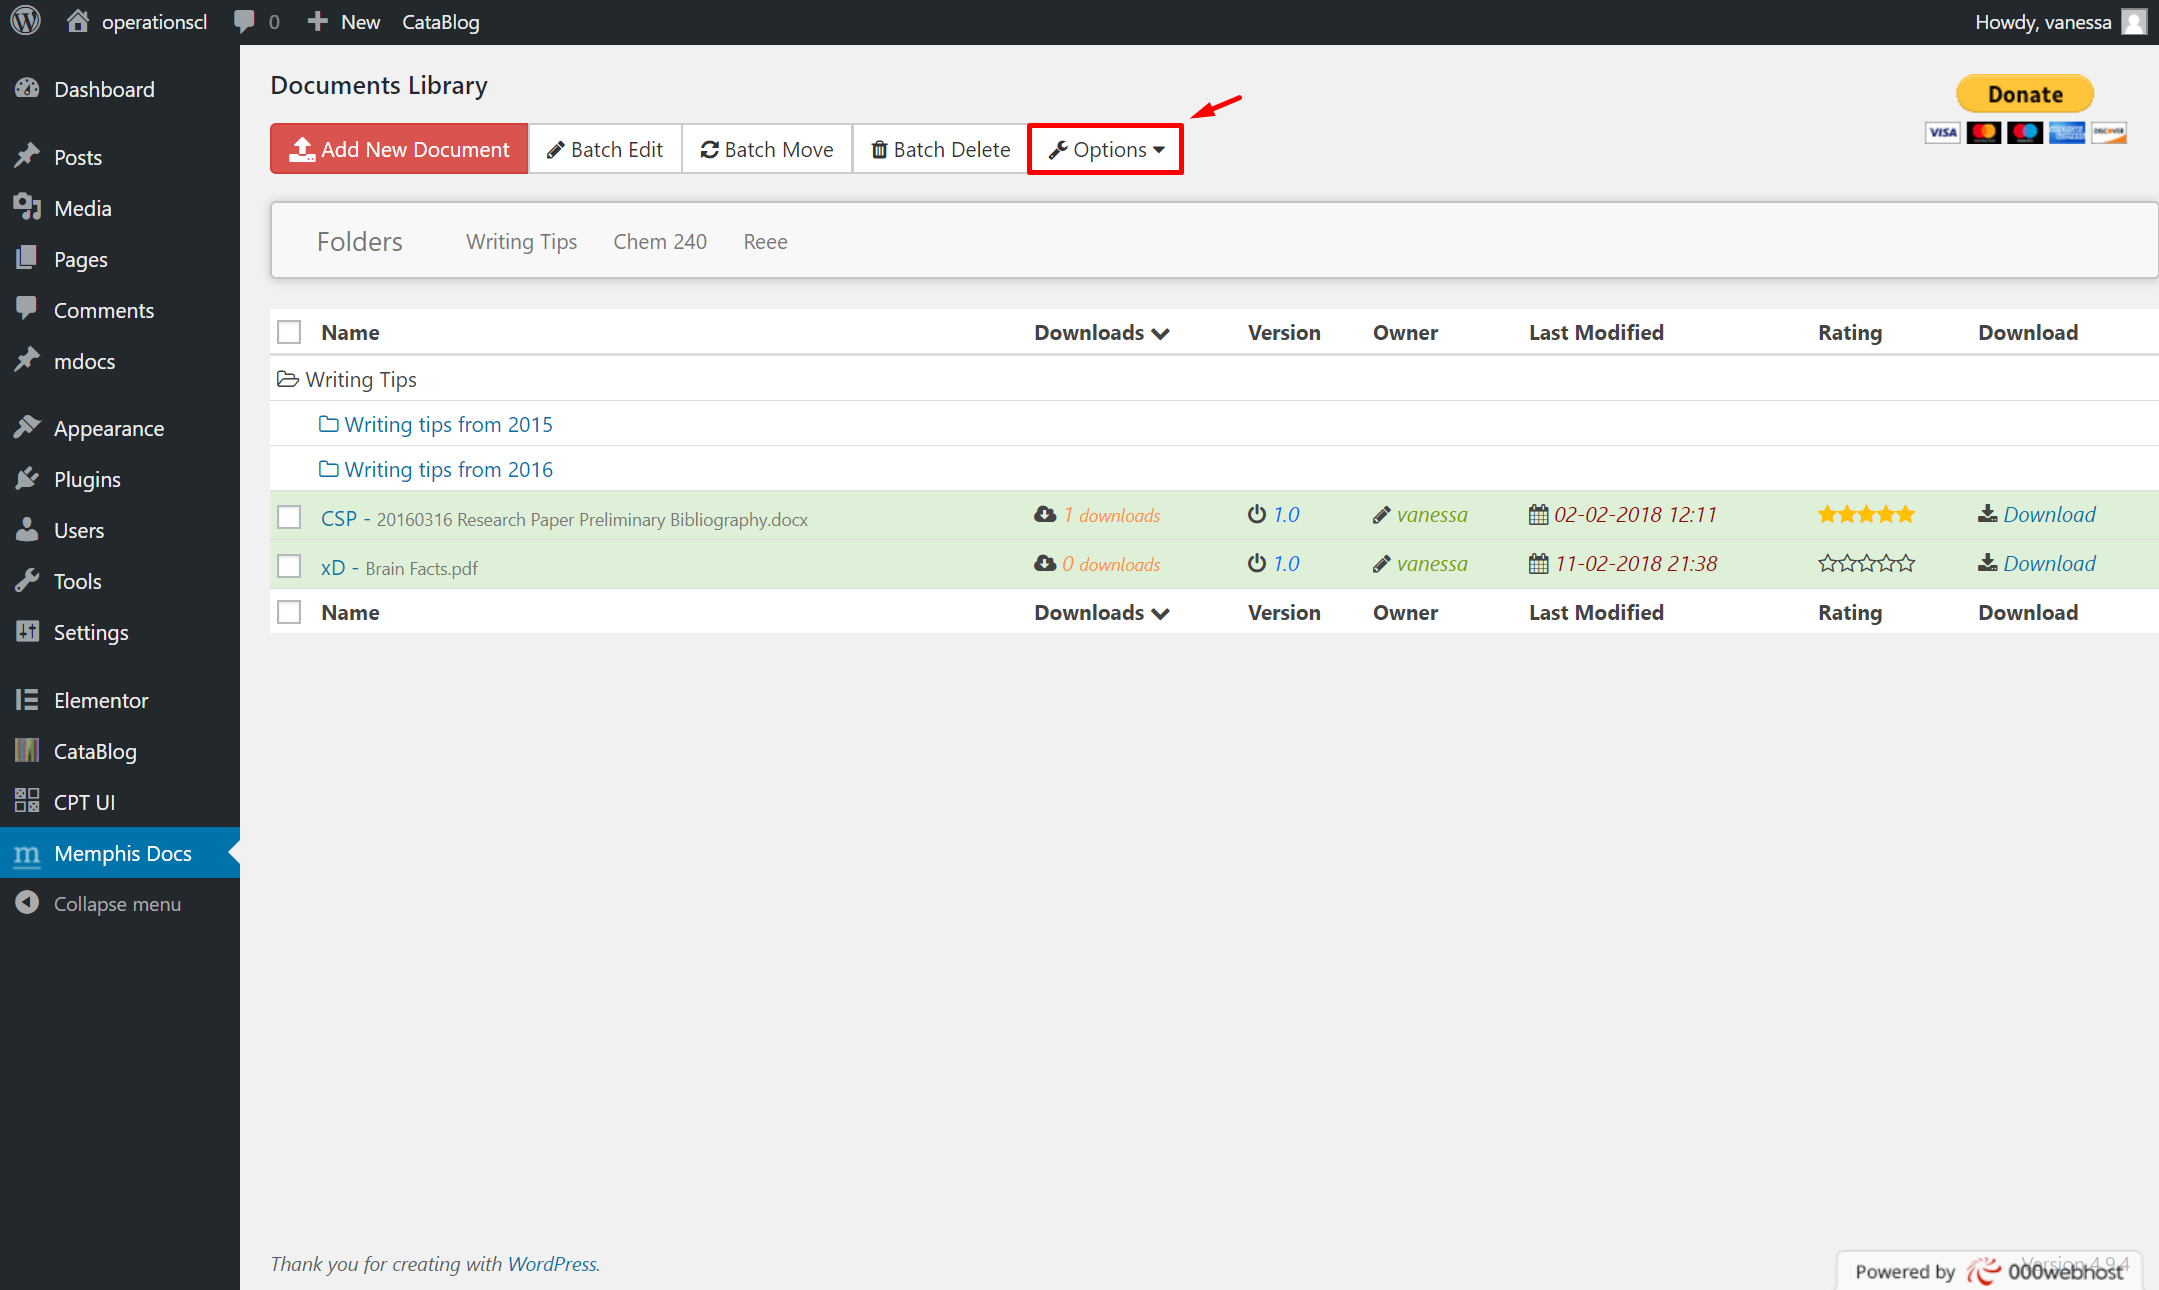 operationscl 0 New CataBlog Howdy, vanessa
Dashboard
Posts
Media
Pages
Comments
mdocs
Appearance
Plugins
Users
Tools
Settings
Elementor
CataBlog
CPT UI
m Memphis Docs
Collapse menu
Documents Library
Donate
VISA DISCOVER
Add New Document Batch Edit Batch Move Batch Delete Options
Folders Writing Tips Chem 240 Reee
Name Downloads Version Owner Last Modified Rating Download
Writing Tips
Writing tips from 2015
Writing tips from 2016
CSP - 20160316 Research Paper Preliminary Bibliography.docx 1 downloads 1.0 vanessa 02-02-2018 12:11 Download
xD - Brain Facts.pdf 0 downloads 1.0 vanessa 11-02-2018 21:38 Download
Name Downloads Version Owner Last Modified Rating Download
Thank you for creating with WordPress.
Version 4.9.4
Powered by 000webhost